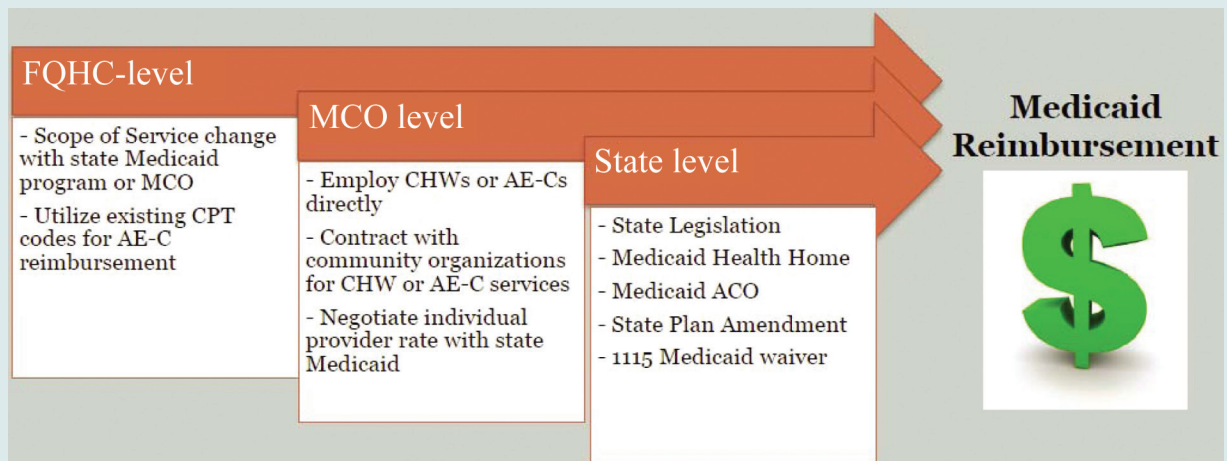 FQHC-level
- Scope of Service change
with state Medicaid
program or MCO
- Utilize existing CPT
codes for AE-C
reimbursement
MCO level
- Employ CHWs or AE-Cs
directly
- Contract with
community organizations
for CHW or AE-C services
- Negotiate individual
provider rate with state
Medicaid
State level
- State Legislation
- Medicaid Health Home
- Medicaid ACO
- State Plan Amendment
- 1115 Medicaid waiver
Medicaid
Reimbursement
$